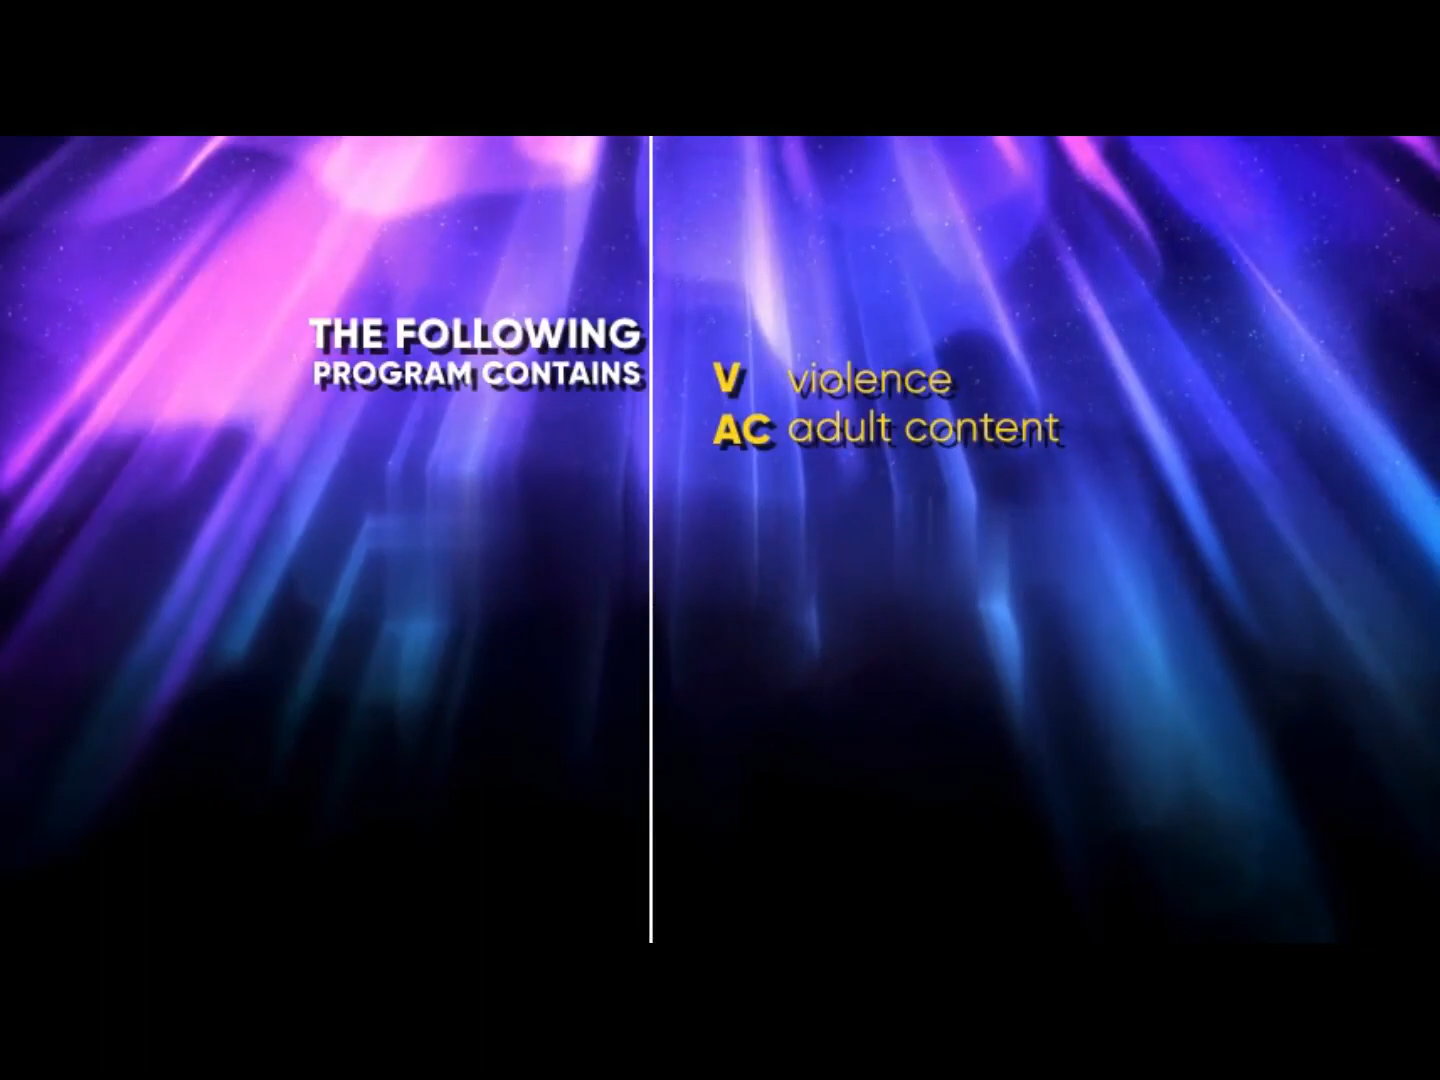 THE FOLLOWING
PROGRAM CONTAINS
V violence
AC adult content